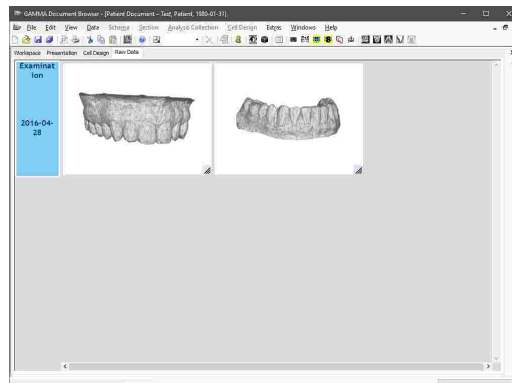 GAMMA Document Browser - [Patient Document – Test, Patient, 1980-01-31]
File Edit View Data Schema Section Analysis Collection Cell Design Extras Windows Help
Workspace Presentation Cell Design Raw Data
Examinat
ion
2016-04-
28